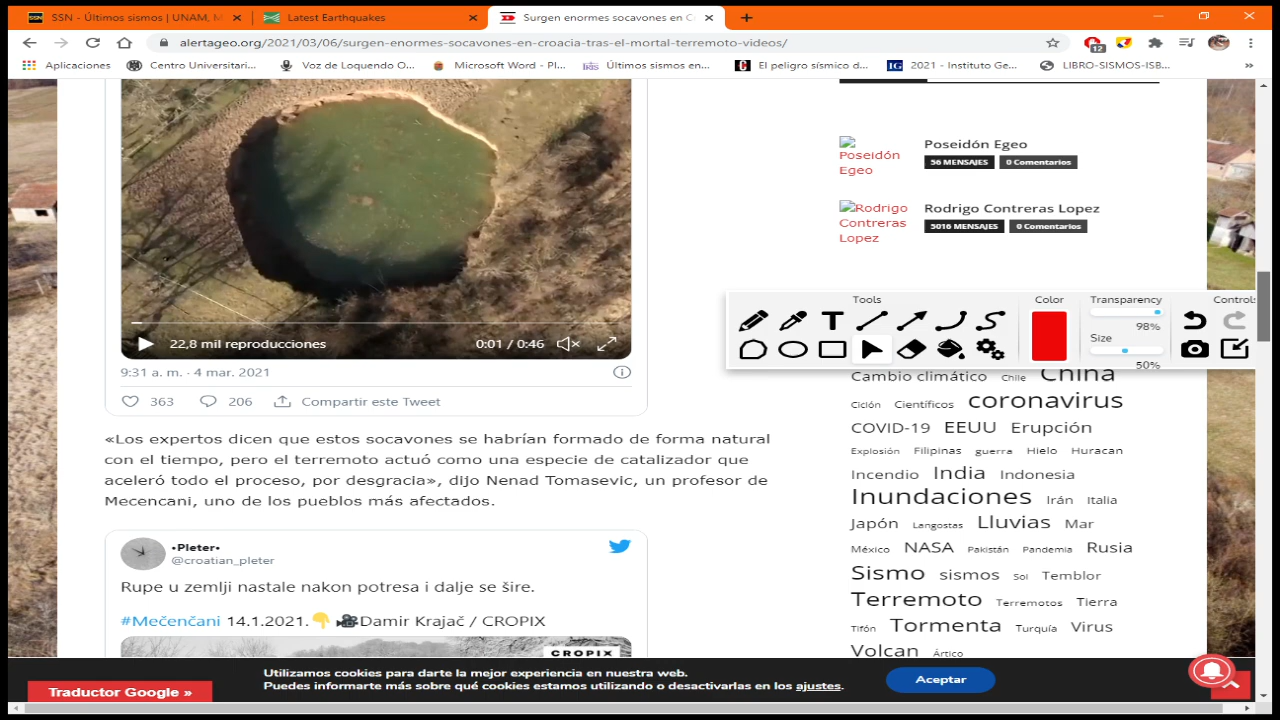 SSN - Últimos sismos | UNAM, M
Latest Earthquakes
Surgen enormes socavones en C
alertageo.org/2021/03/06/surgen-enormes-socavones-en-croacia-tras-el-mortal-terremoto-videos/
12
Aplicaciones
Centro Universitari...
Voz de Loquendo O...
Microsoft Word - Pl...
Últimos sismos en...
El peligro sísmico d...
2021 - Instituto Ge...
LIBRO-SISMOS-ISB...
»
22,8 mil reproducciones
0:01 / 0:46
9:31 a. m. · 4 mar. 2021
363
206
Compartir este Tweet
«Los expertos dicen que estos socavones se habrían formado de forma natural
con el tiempo, pero el terremoto actuó como una especie de catalizador que
aceleró todo el proceso, por desgracia», dijo Nenad Tomasevic, un profesor de
Mecencani, uno de los pueblos más afectados.
•Pleter•
@croatian_pleter
Rupe u zemlji nastale nakon potresa i dalje se šire.
#Mečenčani 14.1.2021.👇🎥Damir Krajač / CROPIX
CROPIX
Poseidón
Egeo
Poseidón Egeo
56 MENSAJES 0 Comentarios
Rodrigo
Contreras
Lopez
Rodrigo Contreras Lopez
5016 MENSAJES 0 Comentarios
Tools
Color
Transparency
98%
Size
50%
Control
Cambio climático Chile China
Ciclón Científicos coronavirus
COVID-19 EEUU Erupción
Explosión Filipinas guerra Hielo Huracan
Incendio India Indonesia
Inundaciones Irán Italia
Japón Langostas Lluvias Mar
México NASA Pakistán Pandemia Rusia
Sismo sismos Sol Temblor
Terremoto Terremotos Tierra
Tifón Tormenta Turquía Virus
Volcan Ártico
Utilizamos cookies para darte la mejor experiencia en nuestra web.
Puedes informarte más sobre qué cookies estamos utilizando o desactivarlas en los ajustes.
Aceptar
Traductor Google »